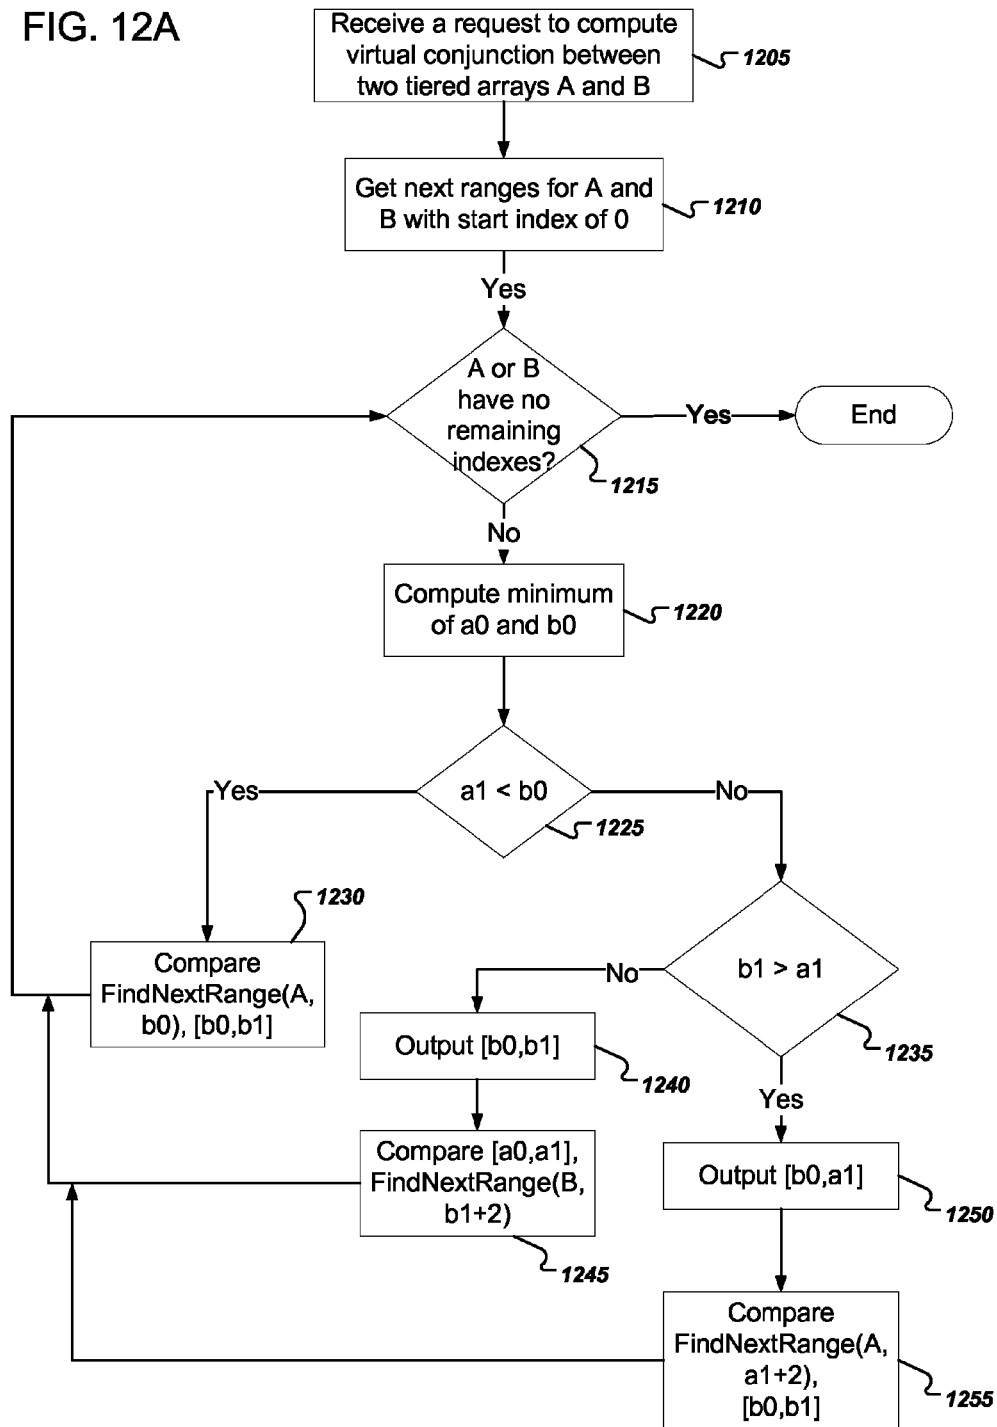 FIG. 12A
Receive a request to compute
virtual conjunction between
two tiered arrays A and B
1205
Get next ranges for A and
B with start index of 0
1210
Yes
A or B
have no
remaining
indexes?
Yes
End
1215
No
Compute minimum
of a0 and b0
1220
Yes
a1 < b0
No
1225
1230
Compare
FindNextRange(A,
b0), [b0,b1]
No
b1 > a1
1235
Output [b0,b1]
1240
Yes
Compare [a0,a1],
FindNextRange(B,
b1+2)
1245
Output [b0,a1]
1250
Compare
FindNextRange(A,
a1+2),
[b0,b1]
1255